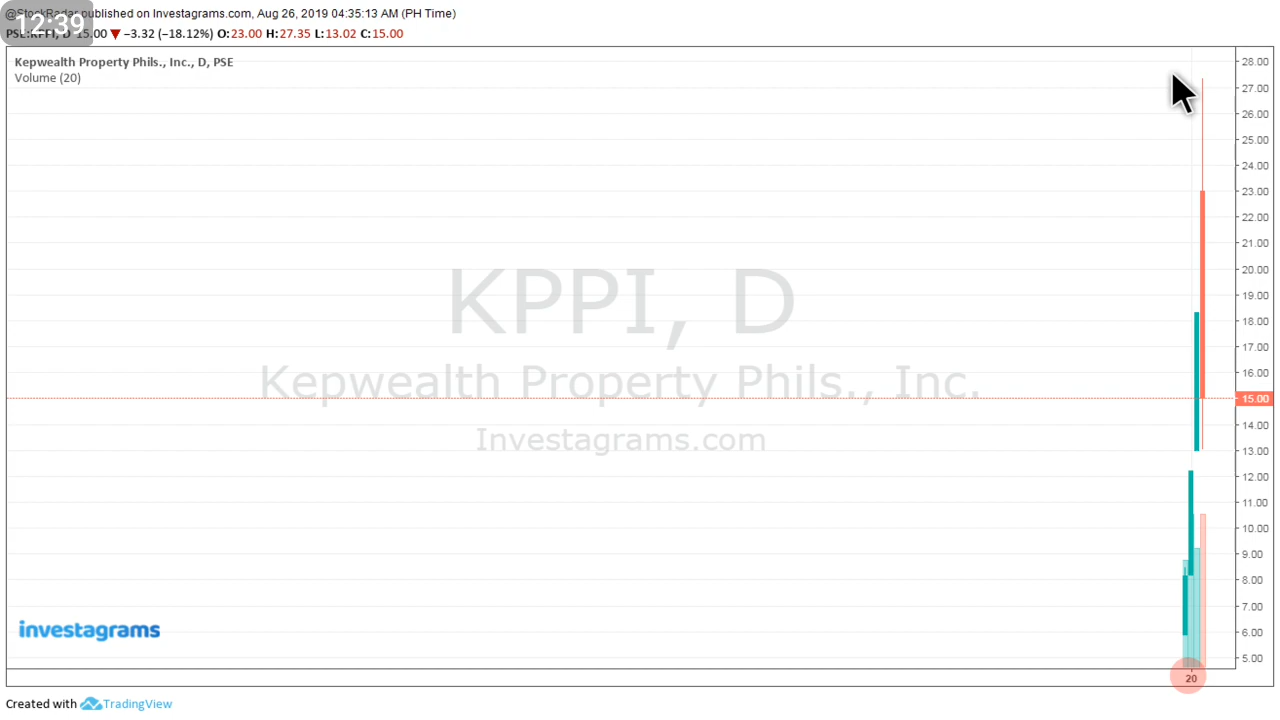 @StockRadar published on Investagrams.com, Aug 26, 2019 04:35:13 AM (PH Time)
12:39
PSE:KPPI, D 15.00 ▼ −3.32 (−18.12%) O:23.00 H:27.35 L:13.02 C:15.00
Kepwealth Property Phils., Inc., D, PSE
Volume (20)
28.00
27.00
26.00
25.00
24.00
23.00
22.00
21.00
20.00
19.00
18.00
17.00
16.00
15.00
14.00
13.00
12.00
11.00
10.00
9.00
8.00
7.00
6.00
5.00
KPPI, D
Kepwealth Property Phils., Inc.
Investagrams.com
investagrams
20
Created with TradingView